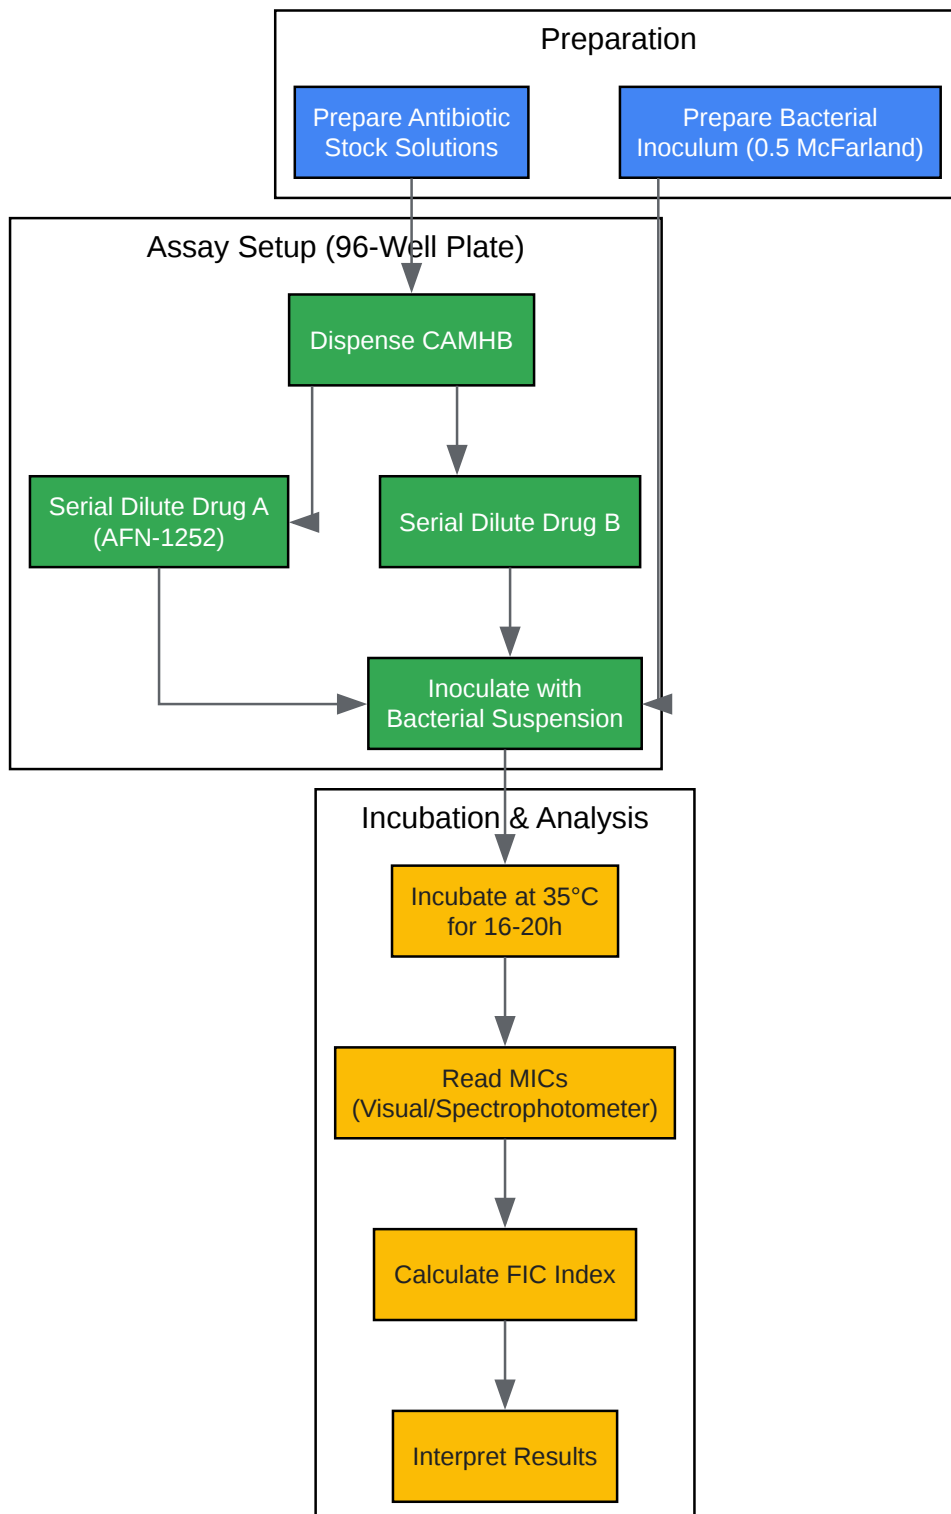 Preparation
Prepare Antibiotic
Stock Solutions
Prepare Bacterial
Inoculum (0.5 McFarland)
Assay Setup (96-Well Plate)
Dispense CAMHB
Serial Dilute Drug A
(AFN-1252)
Serial Dilute Drug B
Inoculate with
Bacterial Suspension
Incubation & Analysis
Incubate at 35°C
for 16-20h
Read MICs
(Visual/Spectrophotometer)
Calculate FIC Index
Interpret Results